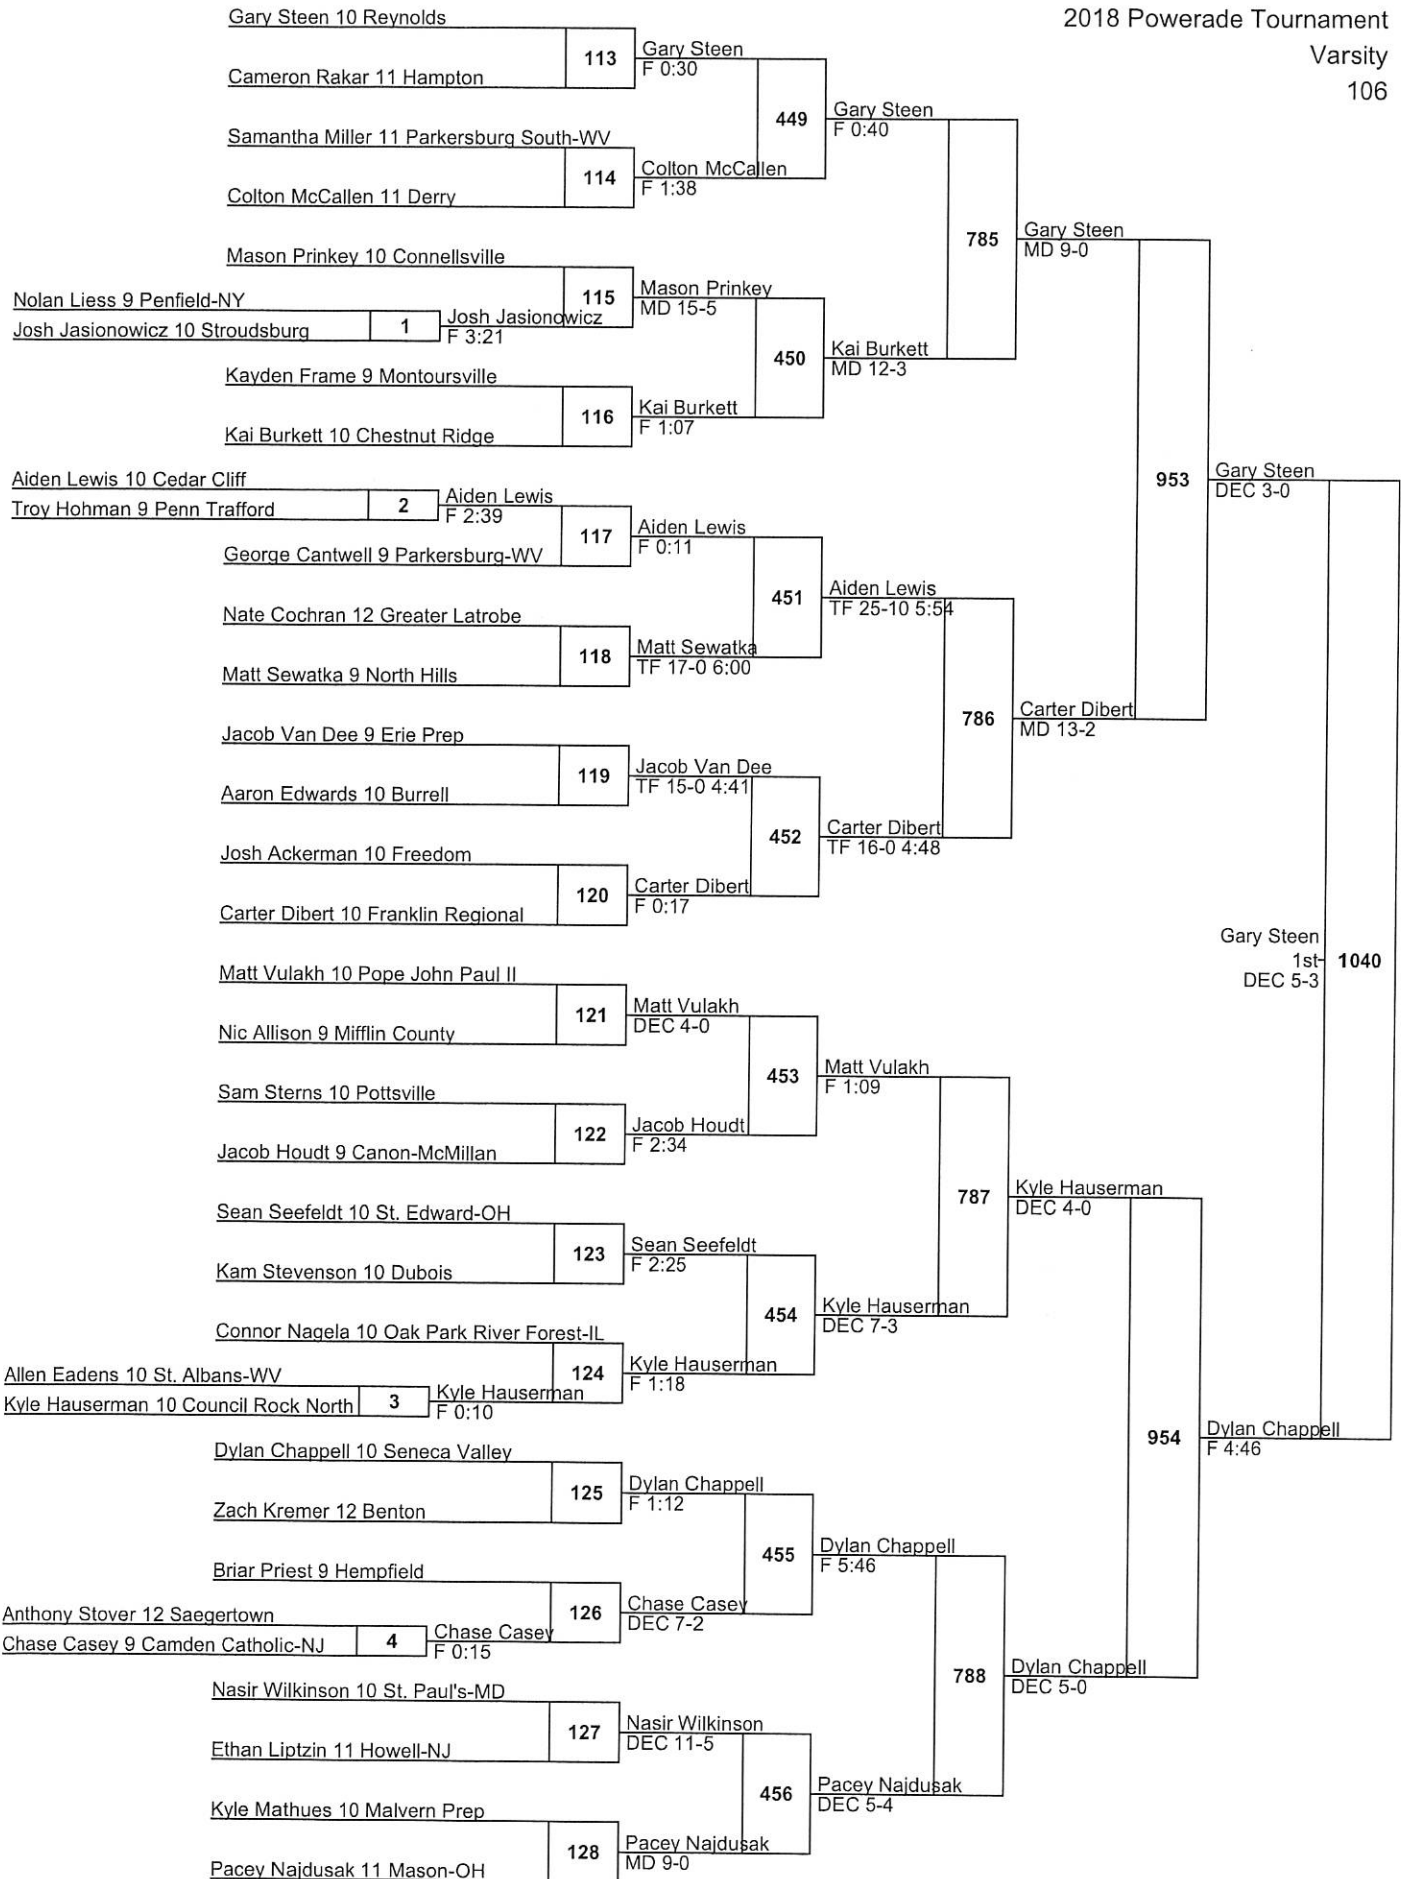 2018 Powerade Tournament
Varsity
106
Gary Steen 10 Reynolds
113
Gary Steen
F 0:30
Cameron Rakar 11 Hampton
449
Gary Steen
F 0:40
Samantha Miller 11 Parkersburg South-WV
114
Colton McCallen
F 1:38
Colton McCallen 11 Derry
785
Gary Steen
MD 9-0
Mason Prinkey 10 Connellsville
115
Mason Prinkey
MD 15-5
Nolan Liess 9 Penfield-NY
Josh Jasionowicz 10 Stroudsburg
1
Josh Jasionowicz
F 3:21
450
Kai Burkett
MD 12-3
Kayden Frame 9 Montoursville
116
Kai Burkett
F 1:07
Kai Burkett 10 Chestnut Ridge
953
Gary Steen
DEC 3-0
Aiden Lewis 10 Cedar Cliff
Troy Hohman 9 Penn Trafford
2
Aiden Lewis
F 2:39
117
Aiden Lewis
F 0:11
George Cantwell 9 Parkersburg-WV
451
Aiden Lewis
TF 25-10 5:54
Nate Cochran 12 Greater Latrobe
118
Matt Sewatka
TF 17-0 6:00
Matt Sewatka 9 North Hills
786
Carter Dibert
MD 13-2
Jacob Van Dee 9 Erie Prep
119
Jacob Van Dee
TF 15-0 4:41
Aaron Edwards 10 Burrell
452
Carter Dibert
TF 16-0 4:48
Josh Ackerman 10 Freedom
120
Carter Dibert
F 0:17
Carter Dibert 10 Franklin Regional
Gary Steen
1st
DEC 5-3
1040
Matt Vulakh 10 Pope John Paul II
121
Matt Vulakh
DEC 4-0
Nic Allison 9 Mifflin County
453
Matt Vulakh
F 1:09
Sam Sterns 10 Pottsville
122
Jacob Houdt
F 2:34
Jacob Houdt 9 Canon-McMillan
787
Kyle Hauserman
DEC 4-0
Sean Seefeldt 10 St. Edward-OH
123
Sean Seefeldt
F 2:25
Kam Stevenson 10 Dubois
454
Kyle Hauserman
DEC 7-3
Connor Nagela 10 Oak Park River Forest-IL
124
Kyle Hauserman
F 1:18
Allen Eadens 10 St. Albans-WV
Kyle Hauserman 10 Council Rock North
3
Kyle Hauserman
F 0:10
954
Dylan Chappell
F 4:46
Dylan Chappell 10 Seneca Valley
125
Dylan Chappell
F 1:12
Zach Kremer 12 Benton
455
Dylan Chappell
F 5:46
Briar Priest 9 Hempfield
126
Chase Casey
DEC 7-2
Anthony Stover 12 Saegertown
Chase Casey 9 Camden Catholic-NJ
4
Chase Casey
F 0:15
788
Dylan Chappell
DEC 5-0
Nasir Wilkinson 10 St. Paul's-MD
127
Nasir Wilkinson
DEC 11-5
Ethan Liptzin 11 Howell-NJ
456
Pacey Najdusak
DEC 5-4
Kyle Mathues 10 Malvern Prep
128
Pacey Najdusak
MD 9-0
Pacey Najdusak 11 Mason-OH